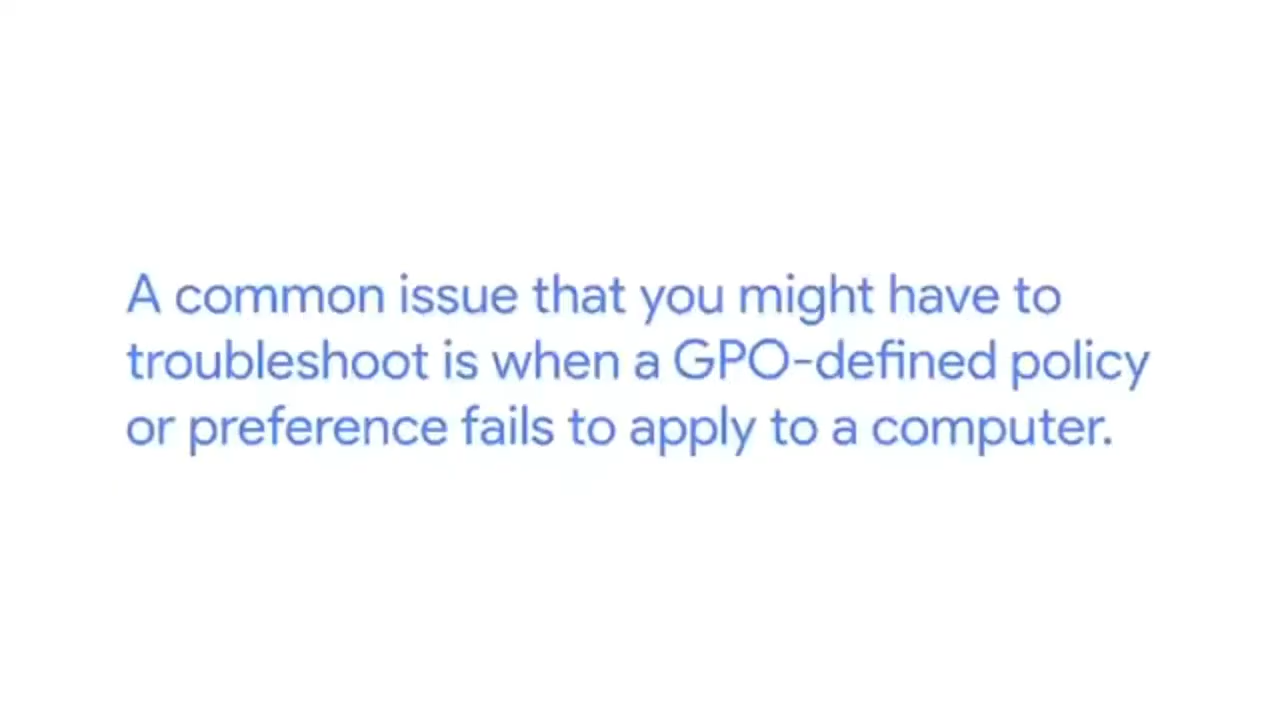 A common issue that you might have to
troubleshoot is when a GPO-defined policy
or preference fails to apply to a computer.